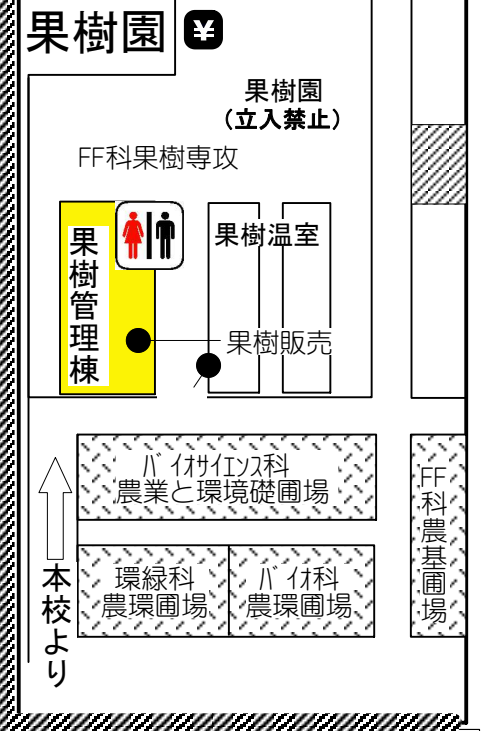 果樹園 ¥
果樹園
(立入禁止)
FF科果樹専攻
果樹管理棟
果樹温室
果樹販売
バイオサイエンス科
農業と環境礎圃場
FF科農基圃場
環緑科
農環圃場
バイオ科
農環圃場
本校より